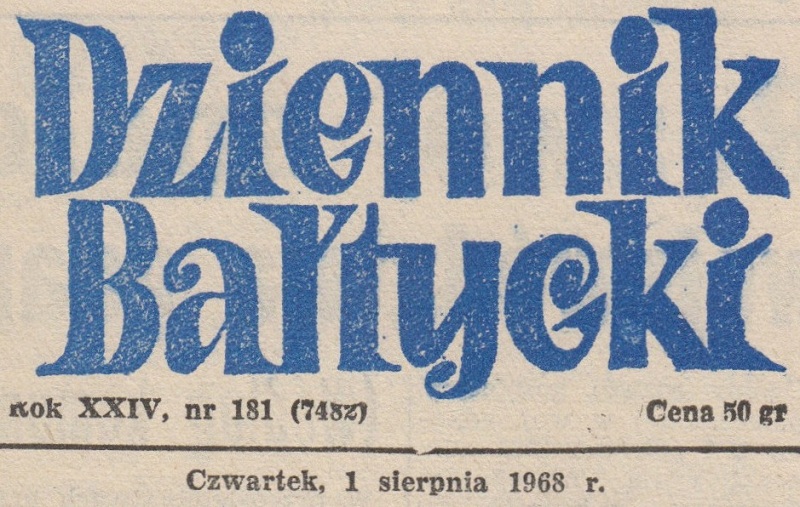 Dziennik
Bałtycki
Rok XXIV, nr 181 (7482)
Cena 50 gr
Czwartek, 1 sierpnia 1968 r.